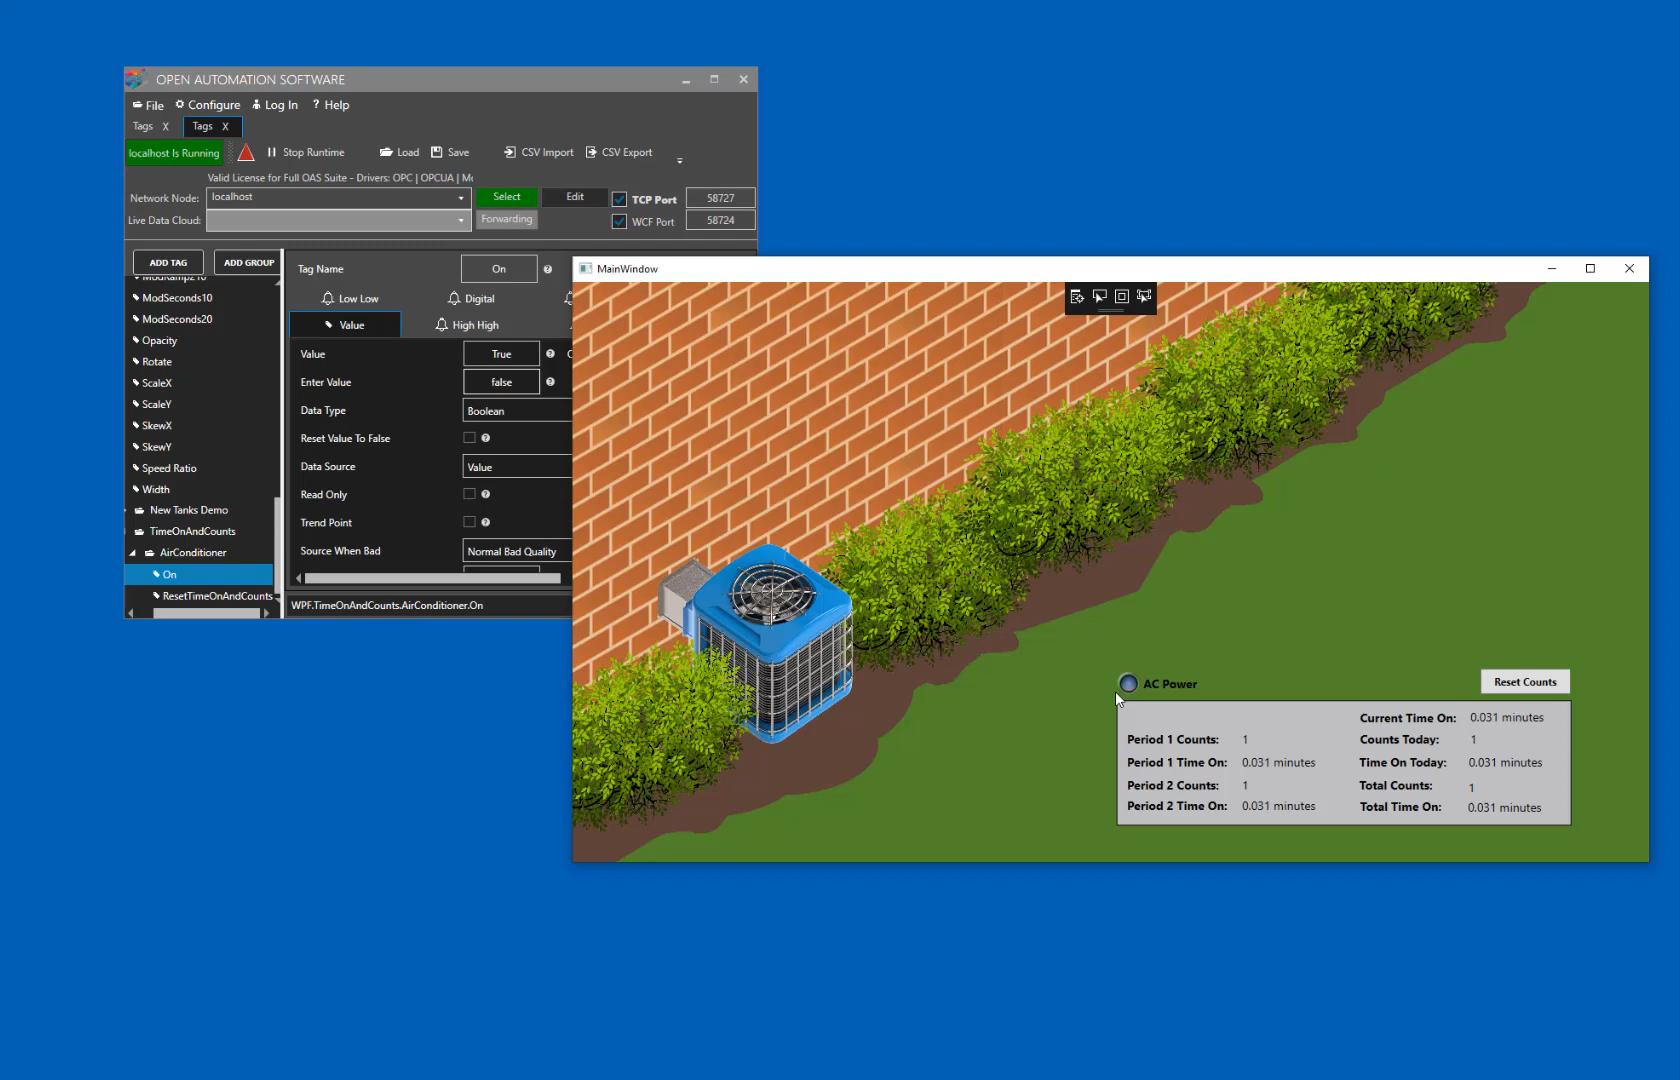 OPEN AUTOMATION SOFTWARE
File Configure Log In ? Help
Tags X Tags X
localhost Is Running Stop Runtime Load Save CSV Import CSV Export
Valid License for Full OAS Suite - Drivers: OPC | OPCUA | Mo
Network Node: localhost Select Edit TCP Port 58727
Live Data Cloud: Forwarding WCF Port 58724
ADD TAG ADD GROUP
ModRamp210
ModSeconds10
ModSeconds20
Opacity
Rotate
ScaleX
ScaleY
SkewX
SkewY
Speed Ratio
Width
New Tanks Demo
TimeOnAndCounts
AirConditioner
On
ResetTimeOnAndCounts
Tag Name On
Low Low Digital
Value High High
Value True
Enter Value false
Data Type Boolean
Reset Value To False
Data Source Value
Read Only
Trend Point
Source When Bad Normal Bad Quality
WPF.TimeOnAndCounts.AirConditioner.On
MainWindow
AC Power Reset Counts
Current Time On: 0.031 minutes
Period 1 Counts: 1 Counts Today: 1
Period 1 Time On: 0.031 minutes Time On Today: 0.031 minutes
Period 2 Counts: 1 Total Counts: 1
Period 2 Time On: 0.031 minutes Total Time On: 0.031 minutes